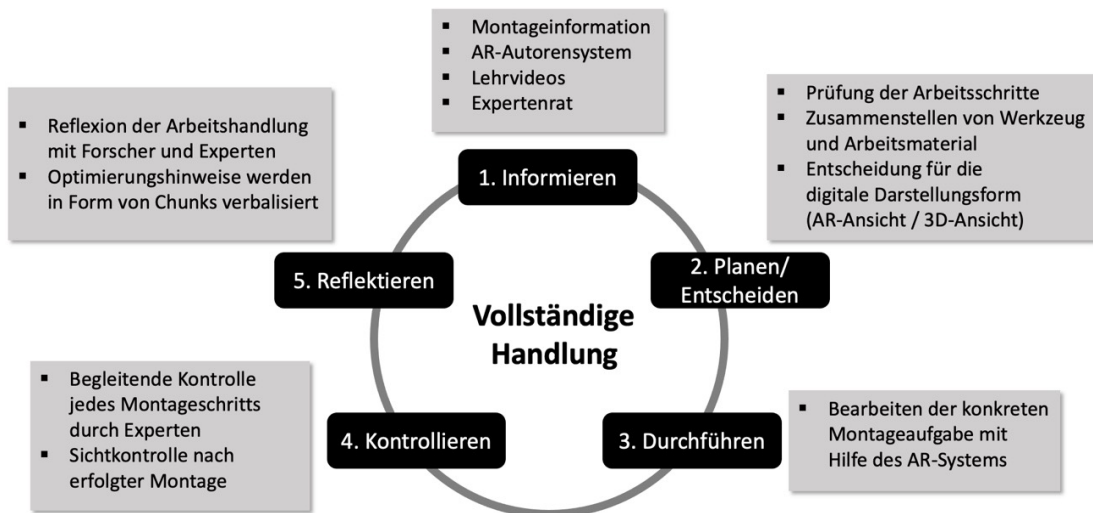 ▪ Montageinformation
▪ AR-Autorensystem
▪ Lehrvideos
▪ Expertenrat
1. Informieren
▪ Prüfung der Arbeitsschritte
▪ Zusammenstellen von Werkzeug
und Arbeitsmaterial
▪ Entscheidung für die
digitale Darstellungsform
(AR-Ansicht / 3D-Ansicht)
2. Planen/
Entscheiden
▪ Bearbeiten der konkreten
Montageaufgabe mit
Hilfe des AR-Systems
3. Durchführen
▪ Begleitende Kontrolle
jedes Montageschritts
durch Experten
▪ Sichtkontrolle nach
erfolgter Montage
4. Kontrollieren
▪ Reflexion der Arbeitshandlung
mit Forscher und Experten
▪ Optimierungshinweise werden
in Form von Chunks verbalisiert
5. Reflektieren
Vollständige
Handlung